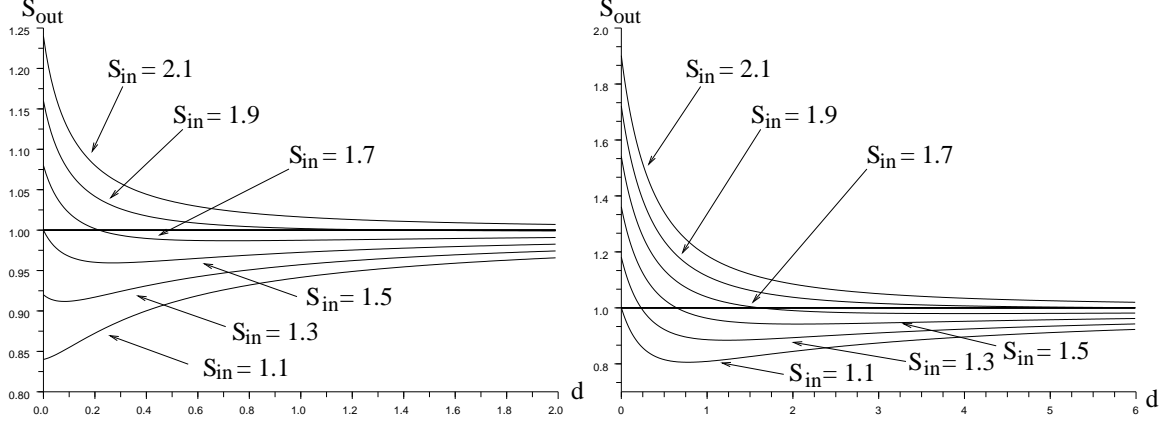 S_out
1.25
1.20
1.15
1.10
1.05
1.00
0.95
0.90
0.85
0.80
0.0 0.2 0.4 0.6 0.8 1.0 1.2 1.4 1.6 1.8 2.0
d
S_in = 2.1
S_in = 1.9
S_in = 1.7
S_in = 1.5
S_in = 1.3
S_in = 1.1
S_out
2.0
1.8
1.6
1.4
1.2
1.0
0.8
0 1 2 3 4 5 6
d
S_in = 2.1
S_in = 1.9
S_in = 1.7
S_in = 1.5
S_in = 1.3
S_in = 1.1